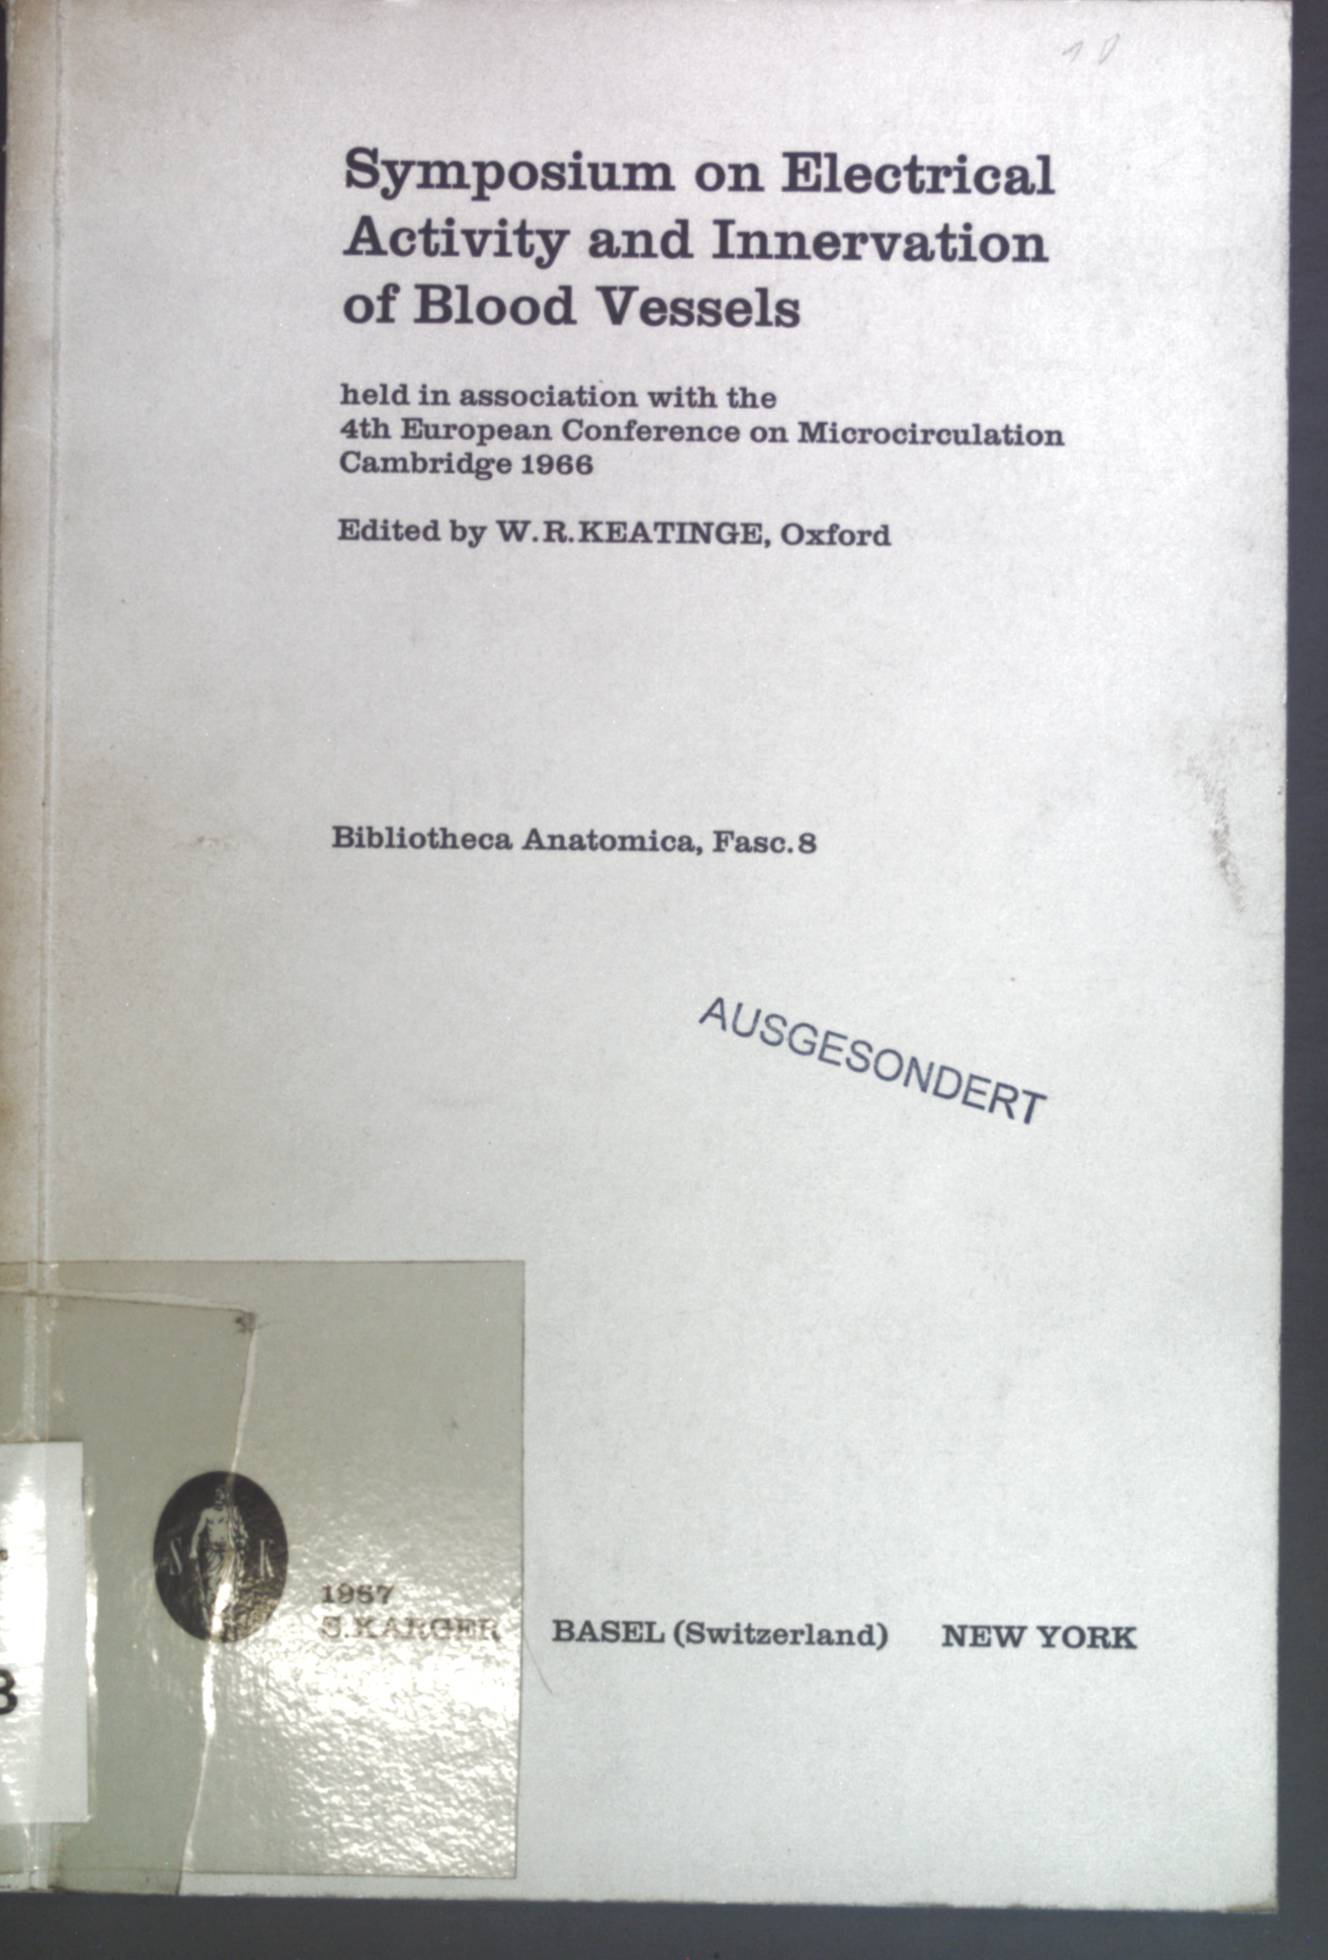 10
Symposium on Electrical
Activity and Innervation
of Blood Vessels
held in association with the
4th European Conference on Microcirculation
Cambridge 1966
Edited by W.R.KEATINGE, Oxford
Bibliotheca Anatomica, Fasc.8
AUSGESONDERT
S K
1967
S.KARGER BASEL (Switzerland) NEW YORK